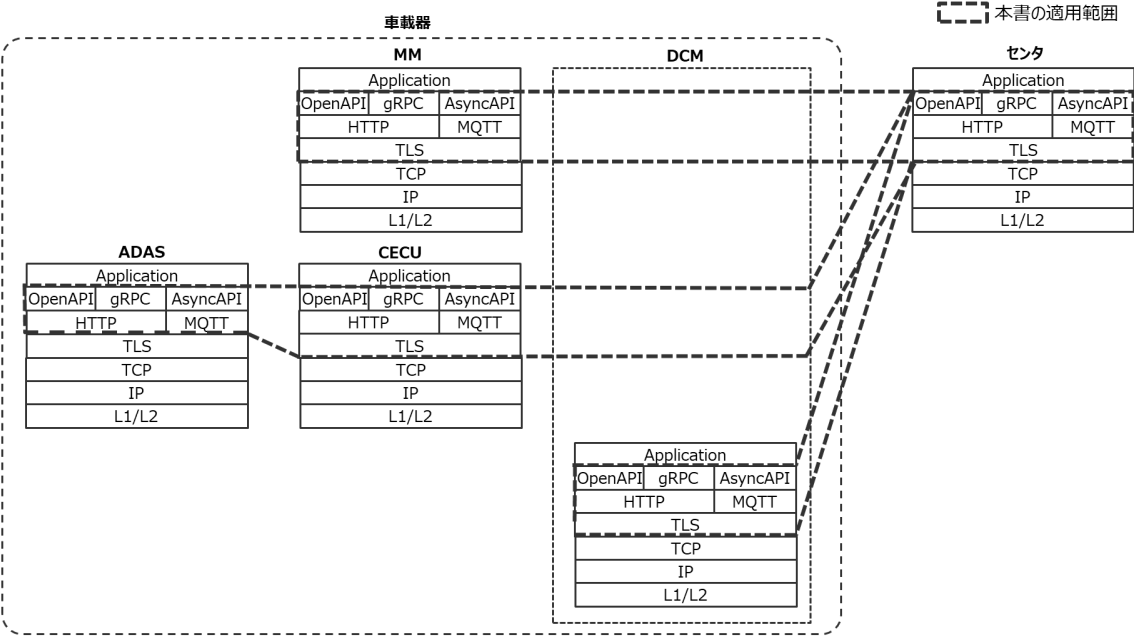 本書の適用範囲
車載器
MM
DCM
センタ
Application
OpenAPI gRPC AsyncAPI
HTTP MQTT
TLS
TCP
IP
L1/L2
Application
OpenAPI gRPC AsyncAPI
HTTP MQTT
TLS
TCP
IP
L1/L2
ADAS
CECU
Application
OpenAPI gRPC AsyncAPI
HTTP MQTT
TLS
TCP
IP
L1/L2
Application
OpenAPI gRPC AsyncAPI
HTTP MQTT
TLS
TCP
IP
L1/L2
Application
OpenAPI gRPC AsyncAPI
HTTP MQTT
TLS
TCP
IP
L1/L2